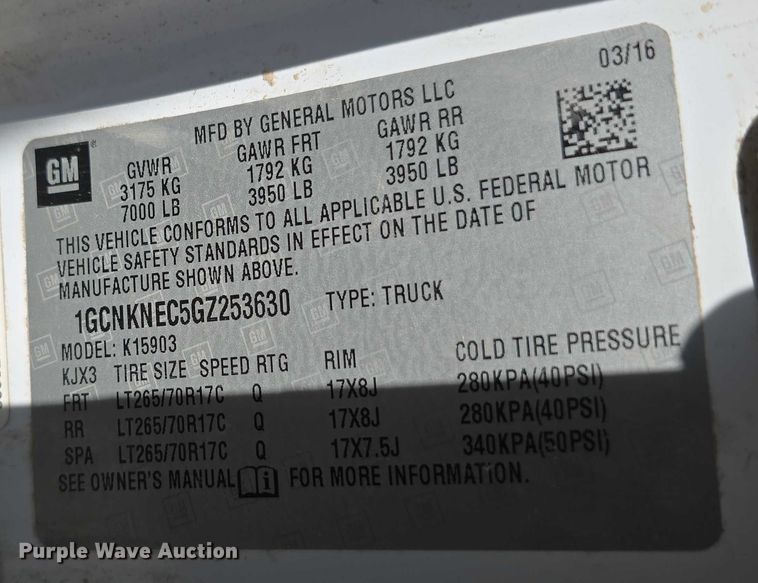 03/16
MFD BY GENERAL MOTORS LLC
GM
GVWR GAWR FRT GAWR RR
3175 KG 1792 KG 1792 KG
7000 LB 3950 LB 3950 LB
THIS VEHICLE CONFORMS TO ALL APPLICABLE U.S. FEDERAL MOTOR
VEHICLE SAFETY STANDARDS IN EFFECT ON THE DATE OF
MANUFACTURE SHOWN ABOVE.
1GCNKNEC5GZ253630 TYPE: TRUCK
MODEL: K15903
KJX3 TIRE SIZE SPEED RTG RIM COLD TIRE PRESSURE
FRT LT265/70R17C Q 17X8J 280KPA(40PSI)
RR LT265/70R17C Q 17X8J 280KPA(40PSI)
SPA LT265/70R17C Q 17X7.5J 340KPA(50PSI)
SEE OWNER'S MANUAL FOR MORE INFORMATION.
Purple Wave Auction